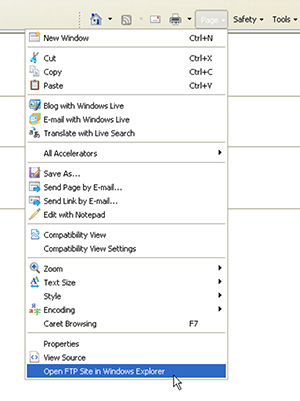 Page Safety Tools
New Window Ctrl+N
Cut Ctrl+X
Copy Ctrl+C
Paste Ctrl+V
Blog with Windows Live
E-mail with Windows Live
Translate with Live Search
All Accelerators
Save As...
Send Page by E-mail...
Send Link by E-mail...
Edit with Notepad
Compatibility View
Compatibility View Settings
Zoom
Text Size
Style
Encoding
Caret Browsing F7
Properties
View Source
Open FTP Site in Windows Explorer